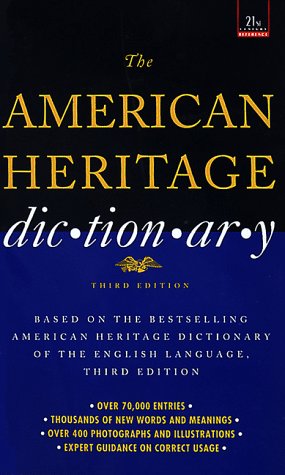 21st
CENTURY
REFERENCE
The
AMERICAN
HERITAGE
dic•tion•ar•y
THIRD EDITION
BASED ON THE BESTSELLING
AMERICAN HERITAGE DICTIONARY
OF THE ENGLISH LANGUAGE,
THIRD EDITION
• OVER 70,000 ENTRIES •
• THOUSANDS OF NEW WORDS AND MEANINGS •
• OVER 400 PHOTOGRAPHS AND ILLUSTRATIONS •
• EXPERT GUIDANCE ON CORRECT USAGE •